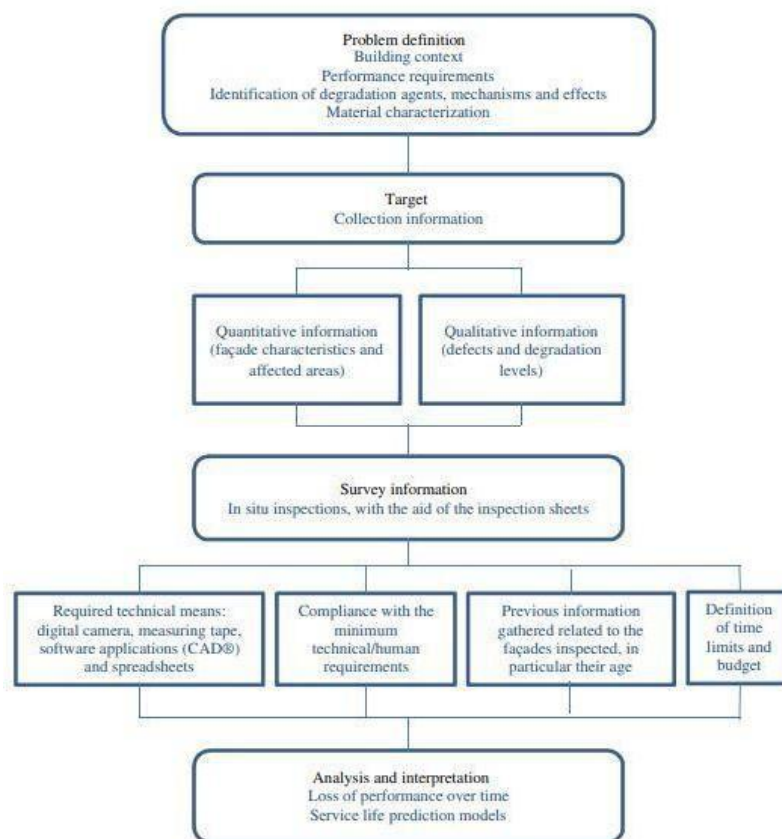 Problem definition
Building context
Performance requirements
Identification of degradation agents, mechanisms and effects
Material characterization
Target
Collection information
Quantitative information
(façade characteristics and
affected areas)
Qualitative information
(defects and degradation
levels)
Survey information
In situ inspections, with the aid of the inspection sheets
Required technical means:
digital camera, measuring tape,
software applications (CAD®)
and spreadsheets
Compliance with the
minimum
technical/human
requirements
Previous information
gathered related to the
façades inspected, in
particular their age
Definition
of time
limits and
budget
Analysis and interpretation
Loss of performance over time
Service life prediction models